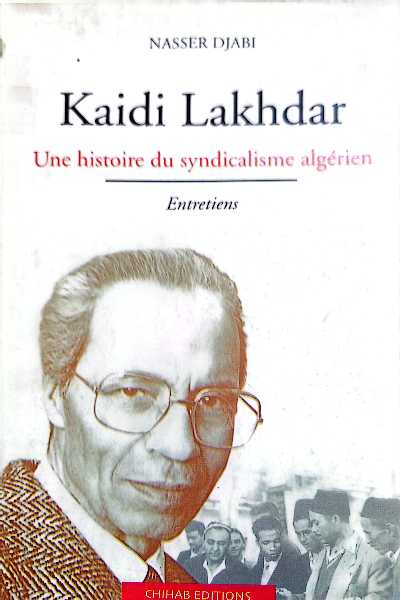 NASSER DJABI
Kaidi Lakhdar
Une histoire du syndicalisme algérien
Entretiens
CHIHAB EDITIONS